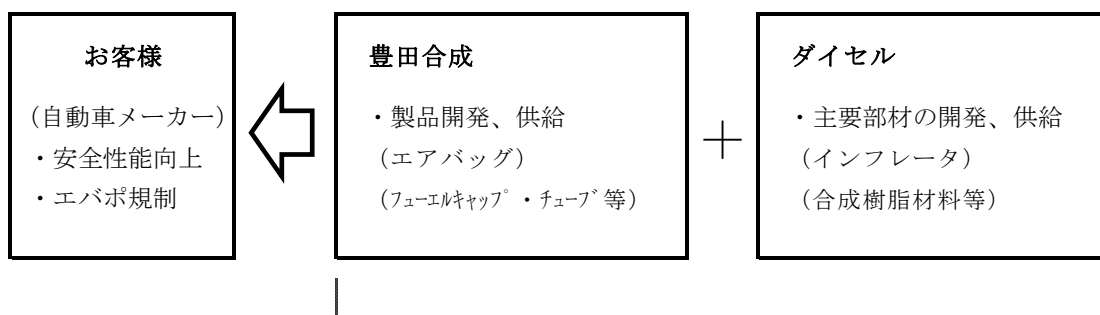 お客様
(自動車メーカー)
・安全性能向上
・エバポ規制
豊田合成
・製品開発、供給
(エアバッグ)
(フューエルキャップ・チューブ等)
+
ダイセル
・主要部材の開発、供給
(インフレータ)
(合成樹脂材料等)